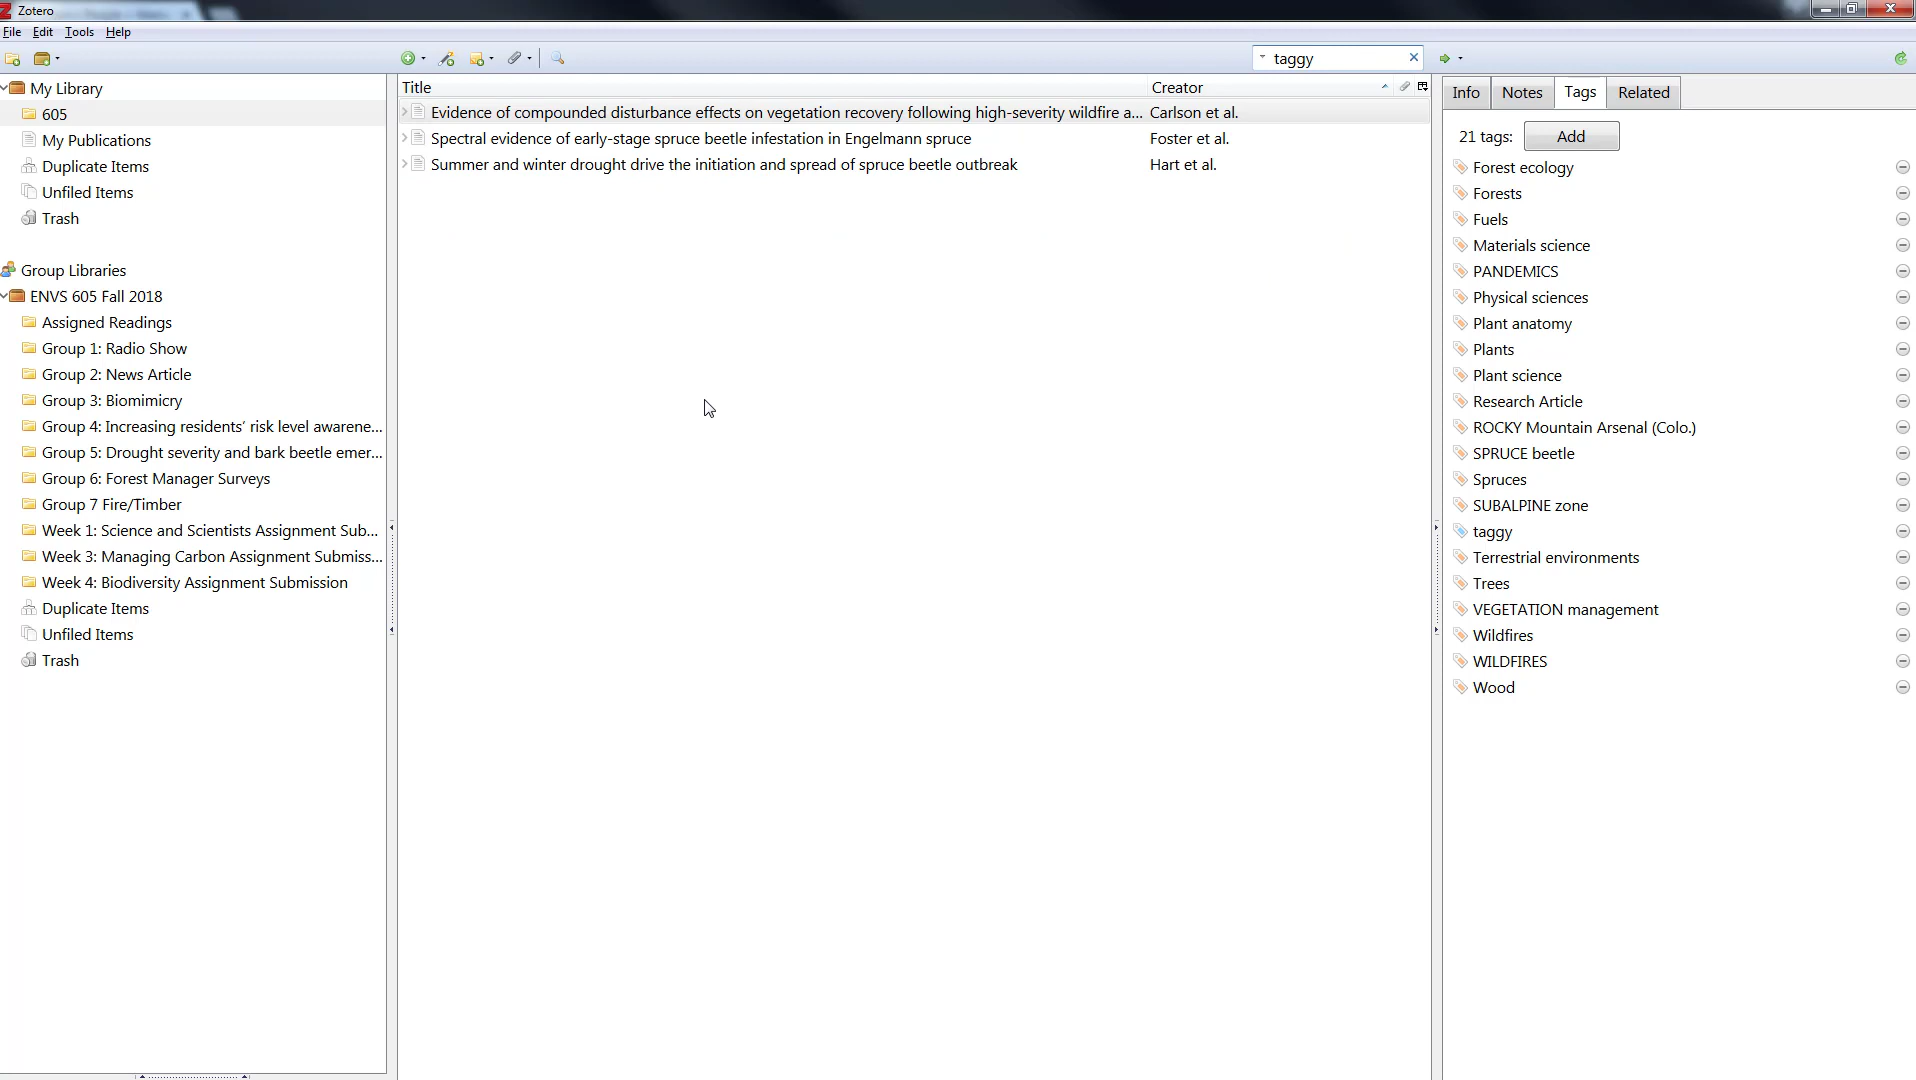 Zotero
File Edit Tools Help
taggy
My Library
605
My Publications
Duplicate Items
Unfiled Items
Trash
Group Libraries
ENVS 605 Fall 2018
Assigned Readings
Group 1: Radio Show
Group 2: News Article
Group 3: Biomimicry
Group 4: Increasing residents' risk level awarene...
Group 5: Drought severity and bark beetle emer...
Group 6: Forest Manager Surveys
Group 7 Fire/Timber
Week 1: Science and Scientists Assignment Sub...
Week 3: Managing Carbon Assignment Submiss...
Week 4: Biodiversity Assignment Submission
Duplicate Items
Unfiled Items
Trash
Title Creator
Evidence of compounded disturbance effects on vegetation recovery following high-severity wildfire a... Carlson et al.
Spectral evidence of early-stage spruce beetle infestation in Engelmann spruce Foster et al.
Summer and winter drought drive the initiation and spread of spruce beetle outbreak Hart et al.
Info Notes Tags Related
21 tags: Add
Forest ecology
Forests
Fuels
Materials science
PANDEMICS
Physical sciences
Plant anatomy
Plants
Plant science
Research Article
ROCKY Mountain Arsenal (Colo.)
SPRUCE beetle
Spruces
SUBALPINE zone
taggy
Terrestrial environments
Trees
VEGETATION management
Wildfires
WILDFIRES
Wood